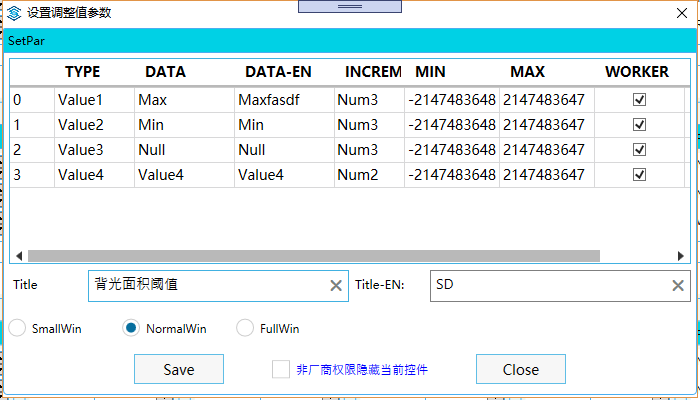 设置调整值参数
SetPar
TYPE DATA DATA-EN INCREM MIN MAX WORKER
0 Value1 Max Maxfasdf Num3 -2147483648 2147483647
1 Value2 Min Min Num3 -2147483648 2147483647
2 Value3 Null Null Num3 -2147483648 2147483647
3 Value4 Value4 Value4 Num2 -2147483648 2147483647
Title 背光面积阈值 Title-EN: SD
SmallWin NormalWin FullWin
Save 非厂商权限隐藏当前控件 Close